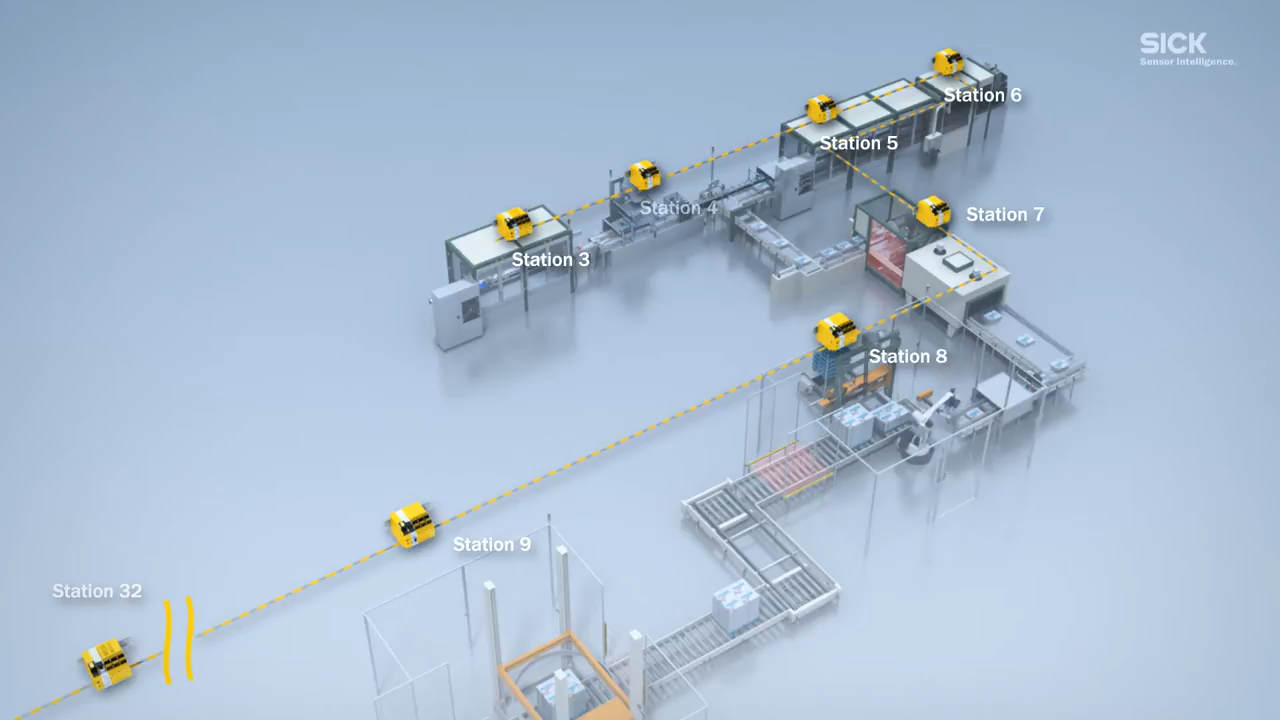 SICK
Sensor Intelligence.
Station 6
Station 5
Station 4
Station 7
Station 3
Station 8
Station 9
Station 32